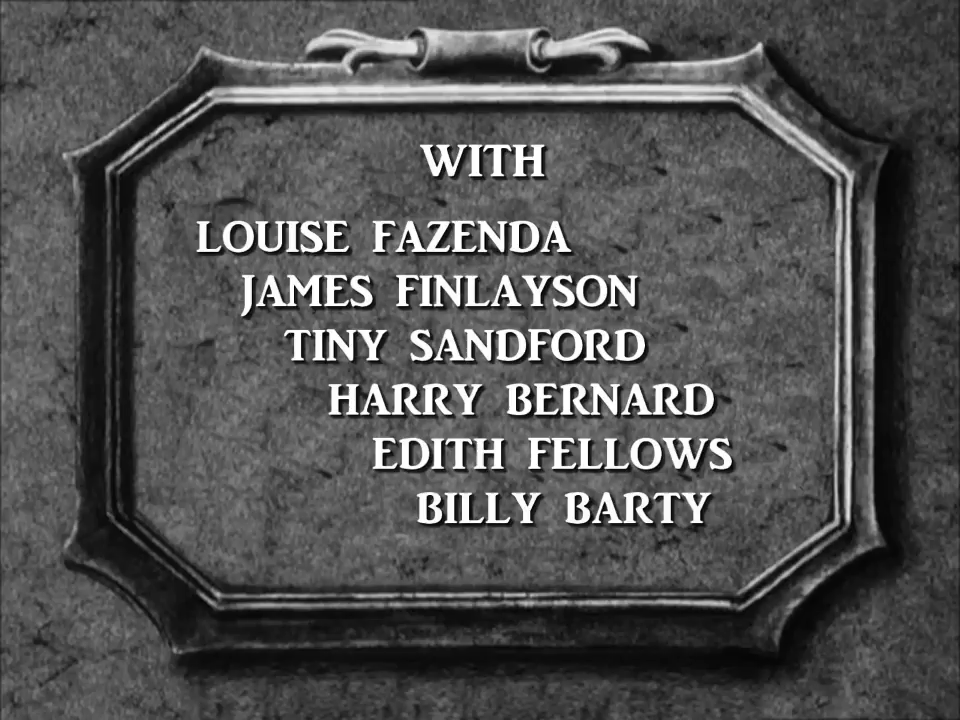 WITH
LOUISE FAZENDA
JAMES FINLAYSON
TINY SANDFORD
HARRY BERNARD
EDITH FELLOWS
BILLY BARTY